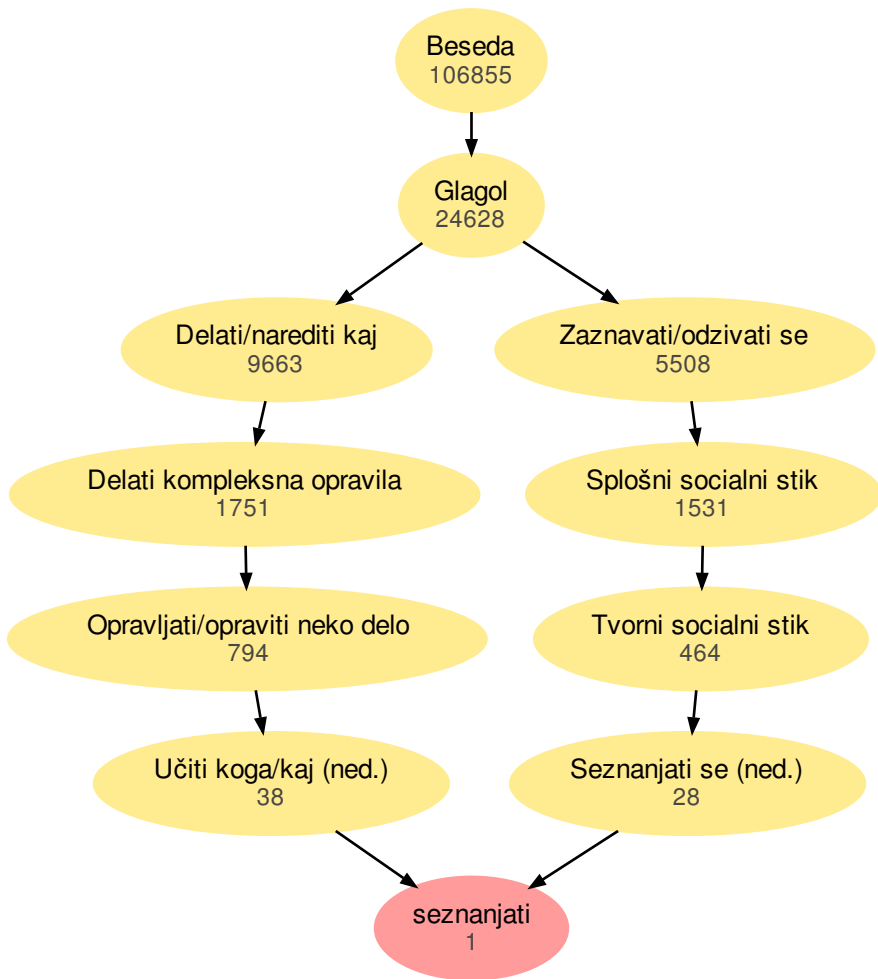 Beseda
106855
Glagol
24628
Delati/narediti kaj
9663
Zaznavati/odzivati se
5508
Delati kompleksna opravila
1751
Splošni socialni stik
1531
Opravljati/opraviti neko delo
794
Tvorni socialni stik
464
Učiti koga/kaj (ned.)
38
Seznanjati se (ned.)
28
seznanjati
1